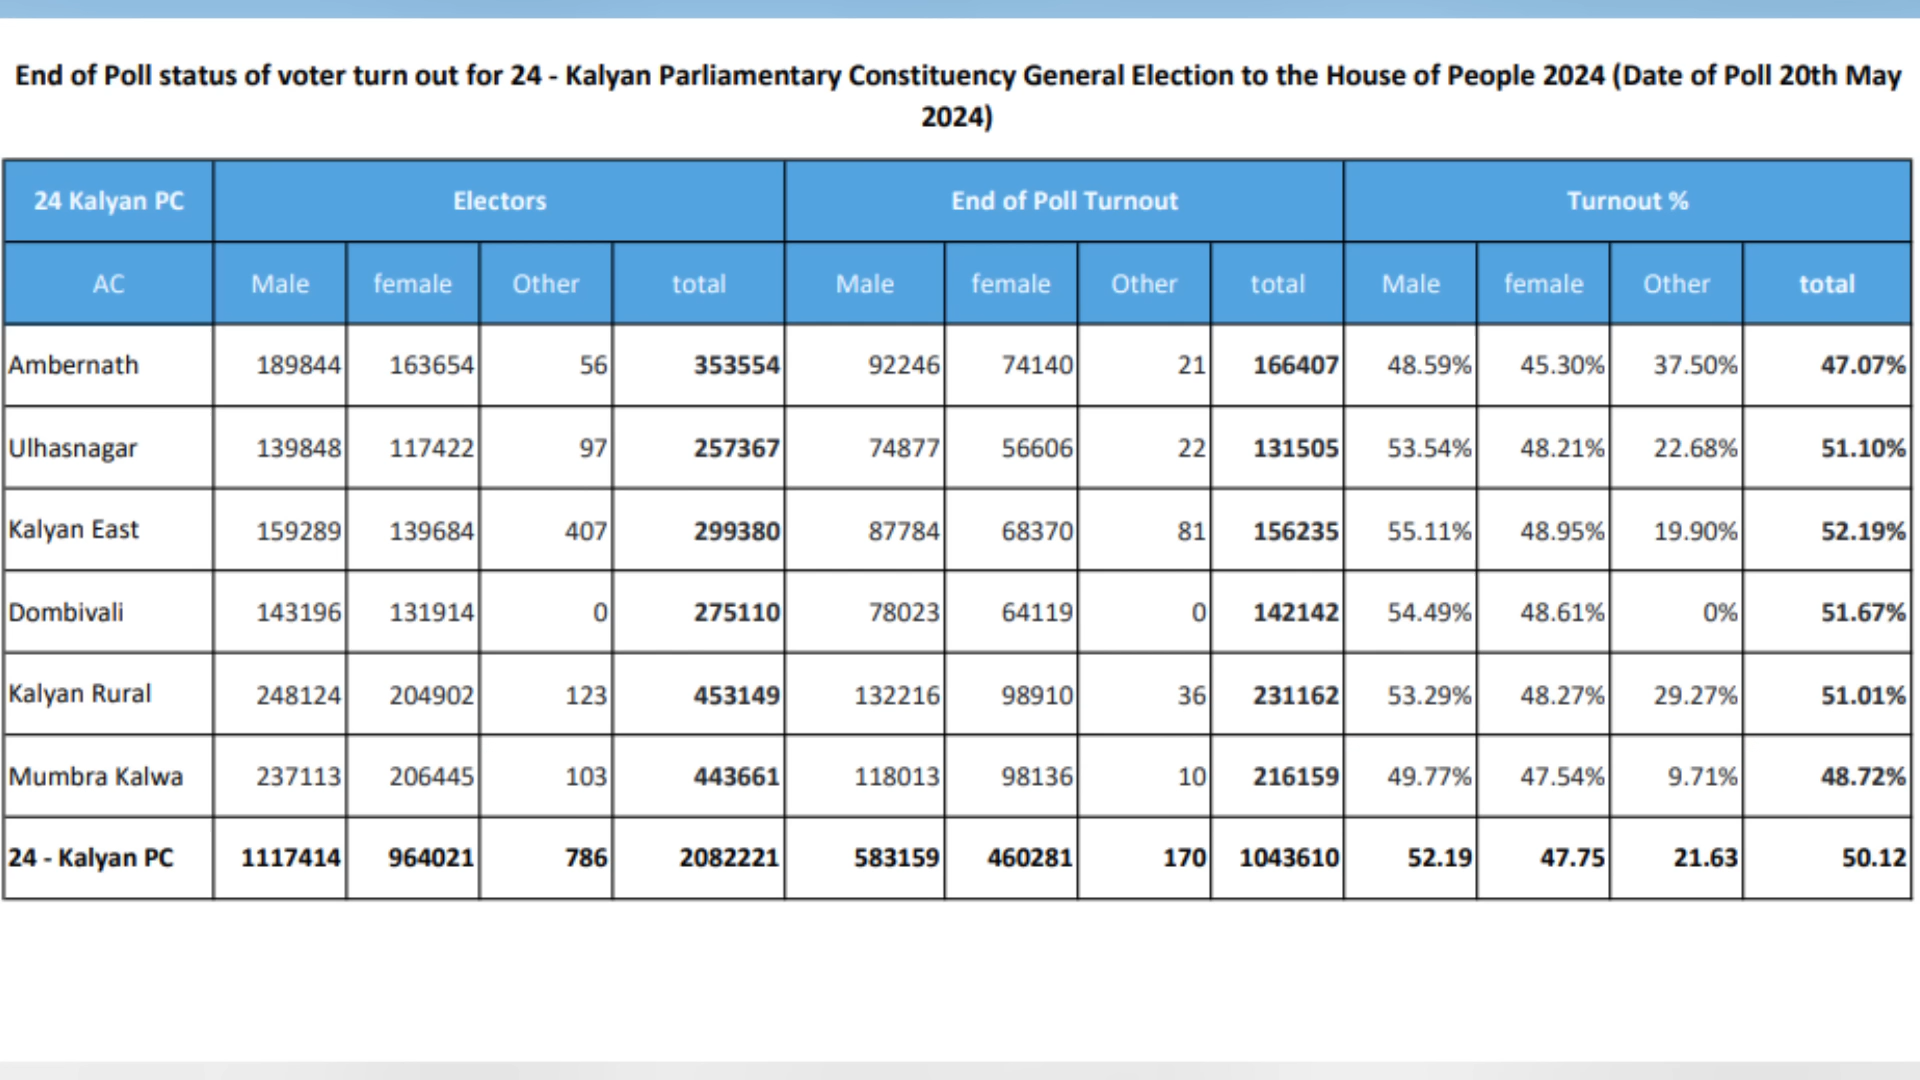 End of Poll status of voter turn out for 24 - Kalyan Parliamentary Constituency General Election to the House of People 2024 (Date of Poll 20th May
2024)
24 Kalyan PC Electors End of Poll Turnout Turnout %
AC Male female Other total Male female Other total Male female Other total
Ambernath 189844 163654 56 353554 92246 74140 21 166407 48.59% 45.30% 37.50% 47.07%
Ulhasnagar 139848 117422 97 257367 74877 56606 22 131505 53.54% 48.21% 22.68% 51.10%
Kalyan East 159289 139684 407 299380 87784 68370 81 156235 55.11% 48.95% 19.90% 52.19%
Dombivali 143196 131914 0 275110 78023 64119 0 142142 54.49% 48.61% 0% 51.67%
Kalyan Rural 248124 204902 123 453149 132216 98910 36 231162 53.29% 48.27% 29.27% 51.01%
Mumbra Kalwa 237113 206445 103 443661 118013 98136 10 216159 49.77% 47.54% 9.71% 48.72%
24 - Kalyan PC 1117414 964021 786 2082221 583159 460281 170 1043610 52.19 47.75 21.63 50.12